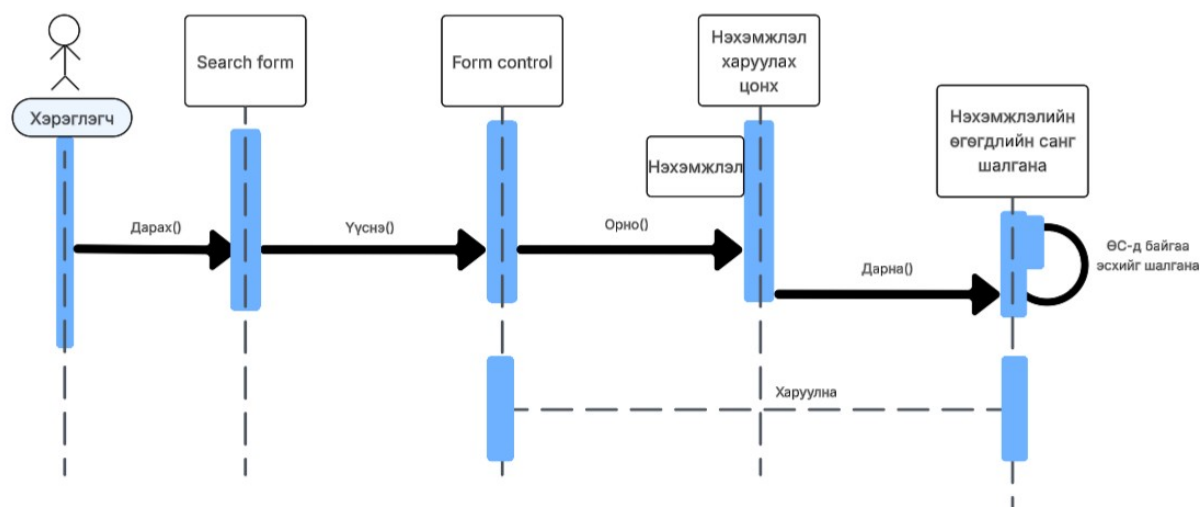 Хэрэглэгч
Search form
Form control
Нэхэмжлэл
харуулах
цонх
Нэхэмжлэлийн
өгөгдлийн санг
шалгана
Нэхэмжлэл
Дарах()
Үүснэ()
Орно()
Дарна()
ӨС-д байгаа
эсхийг шалгана
Харуулна